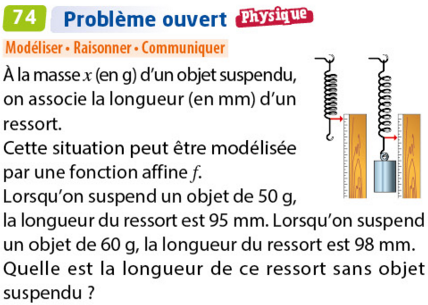 74 Problème ouvert Physique
Modéliser • Raisonner • Communiquer
À la masse x (en g) d'un objet suspendu,
on associe la longueur (en mm) d'un
ressort.
Cette situation peut être modélisée
par une fonction affine f.
Lorsqu'on suspend un objet de 50 g,
la longueur du ressort est 95 mm. Lorsqu'on suspend
un objet de 60 g, la longueur du ressort est 98 mm.
Quelle est la longueur de ce ressort sans objet
suspendu ?